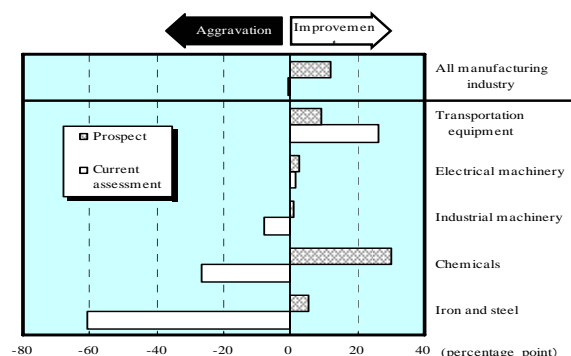 Aggravation
Improvemen
All manufacturing
industry
Transportation
equipment
Prospect
Current
assessment
Electrical machinery
Industrial machinery
Chemicals
Iron and steel
-80 -60 -40 -20 0 20 40
(percentage point)